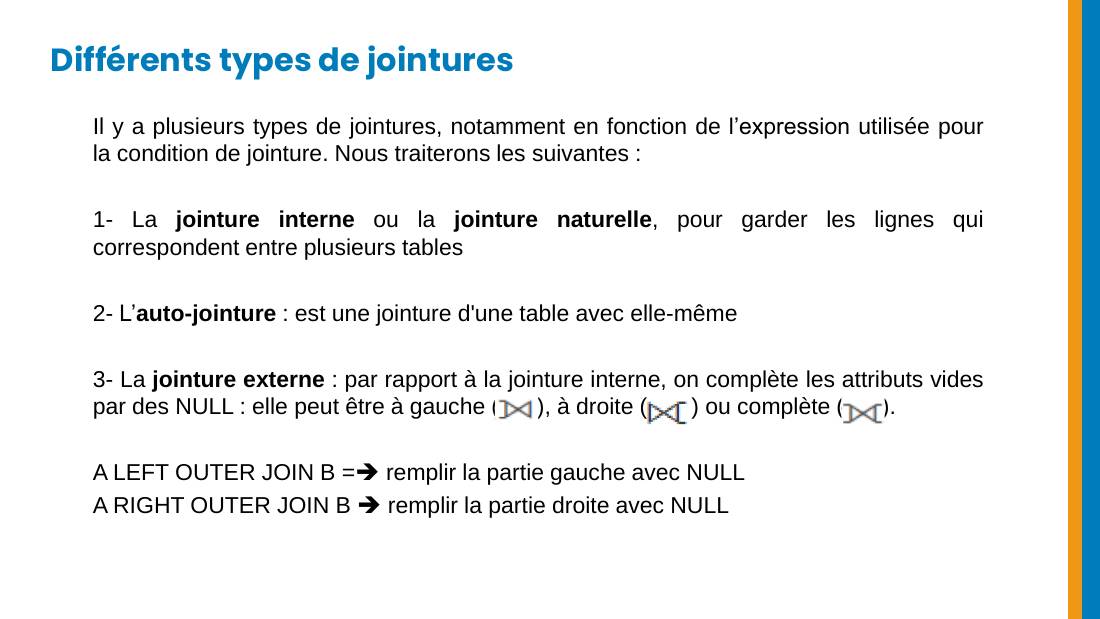 Différents types de jointures
Il y a plusieurs types de jointures, notamment en fonction de l’expression utilisée pour
la condition de jointure. Nous traiterons les suivantes :
1- La jointure interne ou la jointure naturelle, pour garder les lignes qui
correspondent entre plusieurs tables
2- L’auto-jointure : est une jointure d'une table avec elle-même
3- La jointure externe : par rapport à la jointure interne, on complète les attributs vides
par des NULL : elle peut être à gauche (⟕), à droite (⟖) ou complète (⟗).
A LEFT OUTER JOIN B =➔ remplir la partie gauche avec NULL
A RIGHT OUTER JOIN B ➔ remplir la partie droite avec NULL